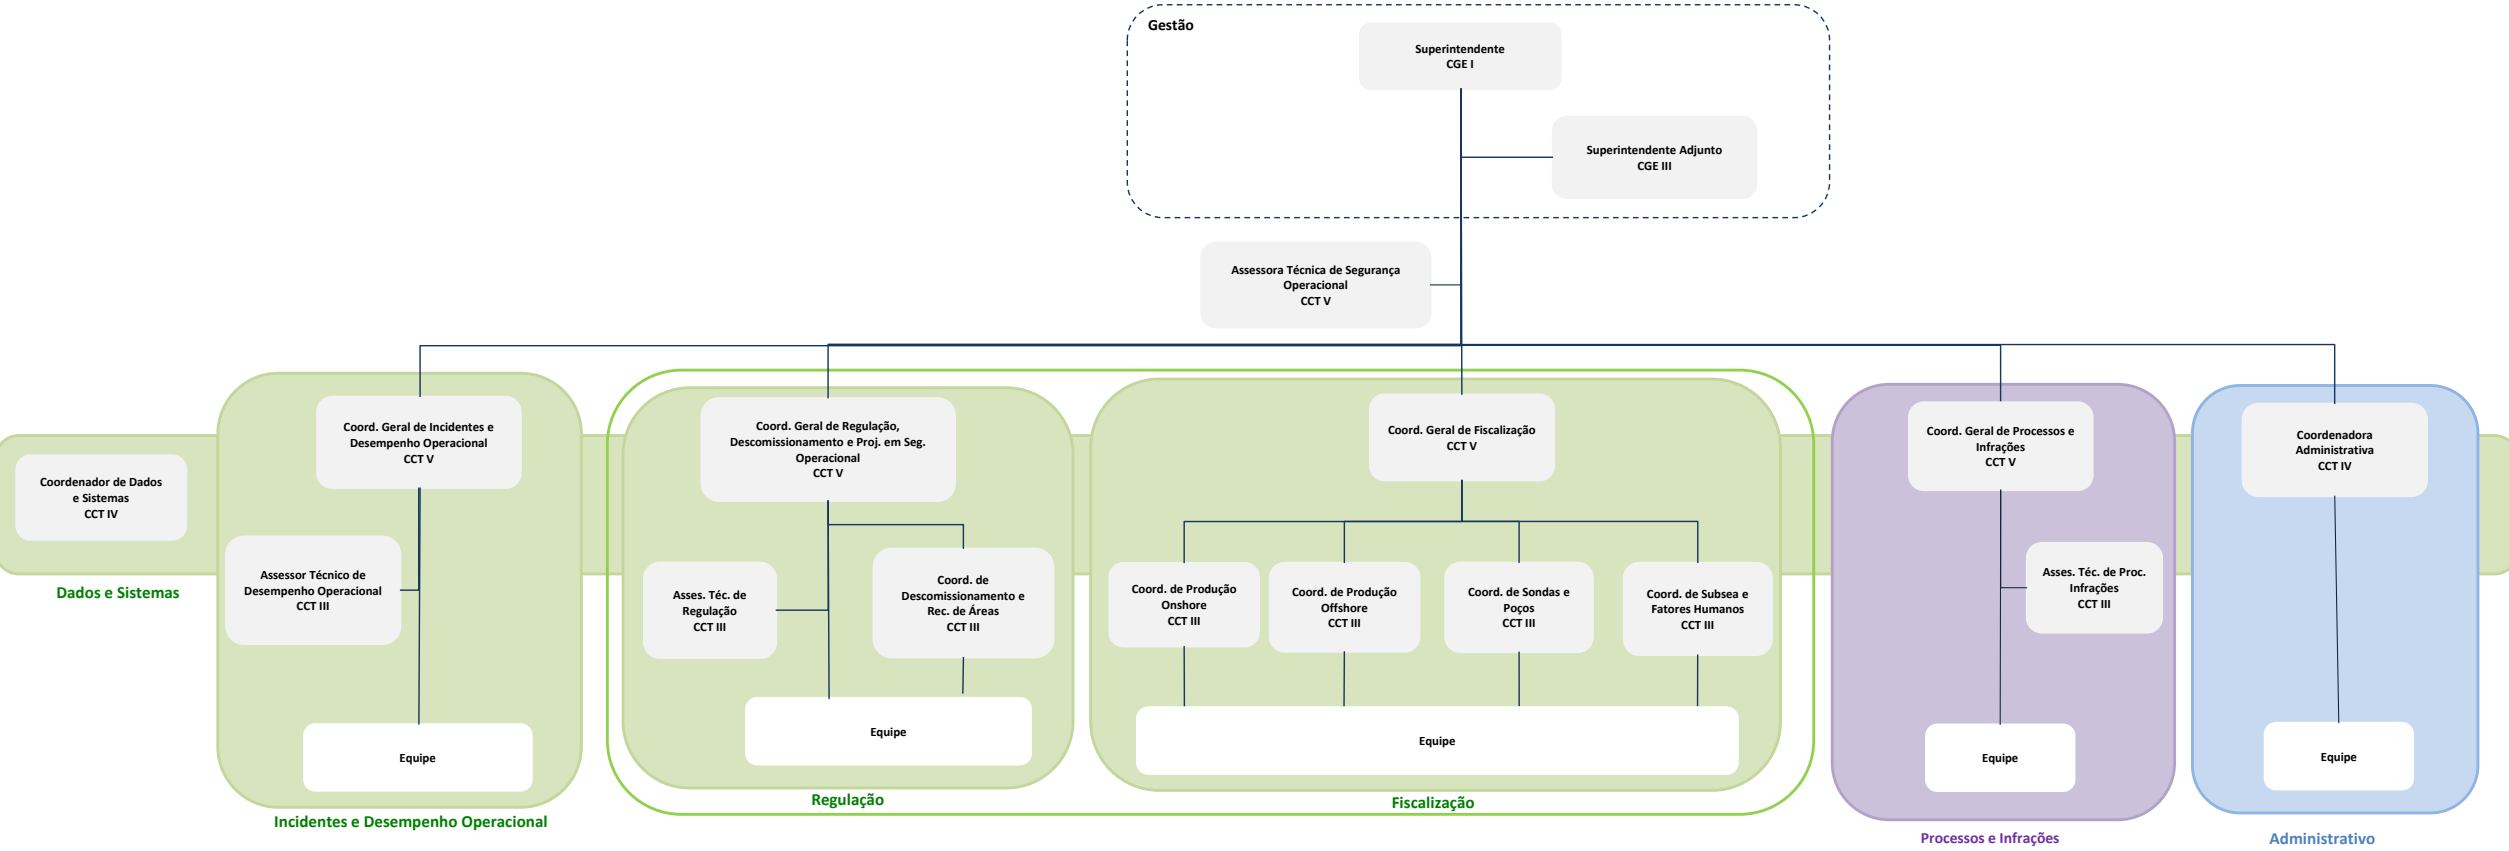 Gestão
Superintendente
CGE I
Superintendente Adjunto
CGE III
Assessora Técnica de Segurança
Operacional
CCT V
Coordenador de Dados
e Sistemas
CCT IV
Dados e Sistemas
Coord. Geral de Incidentes e
Desempenho Operacional
CCT V
Assessor Técnico de
Desempenho Operacional
CCT III
Equipe
Incidentes e Desempenho Operacional
Coord. Geral de Regulação,
Descomissionamento e Proj. em Seg.
Operacional
CCT V
Asses. Téc. de
Regulação
CCT III
Coord. de
Descomissionamento e
Rec. de Áreas
CCT III
Equipe
Regulação
Coord. Geral de Fiscalização
CCT V
Coord. de Produção
Onshore
CCT III
Coord. de Produção
Offshore
CCT III
Coord. de Sondas e
Poços
CCT III
Coord. de Subsea e
Fatores Humanos
CCT III
Equipe
Fiscalização
Coord. Geral de Processos e
Infrações
CCT V
Asses. Téc. de Proc.
Infrações
CCT III
Equipe
Processos e Infrações
Coordenadora
Administrativa
CCT IV
Equipe
Administrativo